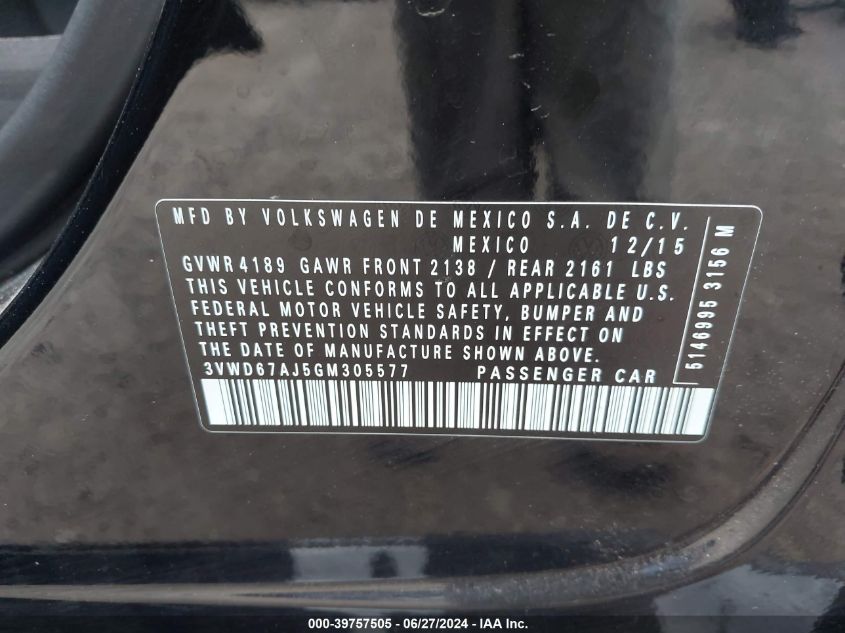 MFD BY VOLKSWAGEN DE MEXICO S.A. DE C.V.
MEXICO 12/15
GVWR 4189 GAWR FRONT 2138 / REAR 2161 LBS
THIS VEHICLE CONFORMS TO ALL APPLICABLE U.S.
FEDERAL MOTOR VEHICLE SAFETY, BUMPER AND
THEFT PREVENTION STANDARDS IN EFFECT ON
THE DATE OF MANUFACTURE SHOWN ABOVE.
3VWD67AJ5GM305577 PASSENGER CAR
5146995 3156 M
000-39757505 - 06/27/2024 - IAA Inc.